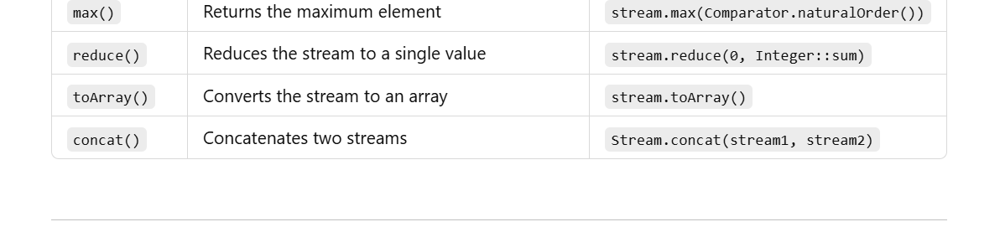 max() Returns the maximum element stream.max(Comparator.naturalOrder())
reduce() Reduces the stream to a single value stream.reduce(0, Integer::sum)
toArray() Converts the stream to an array stream.toArray()
concat() Concatenates two streams Stream.concat(stream1, stream2)